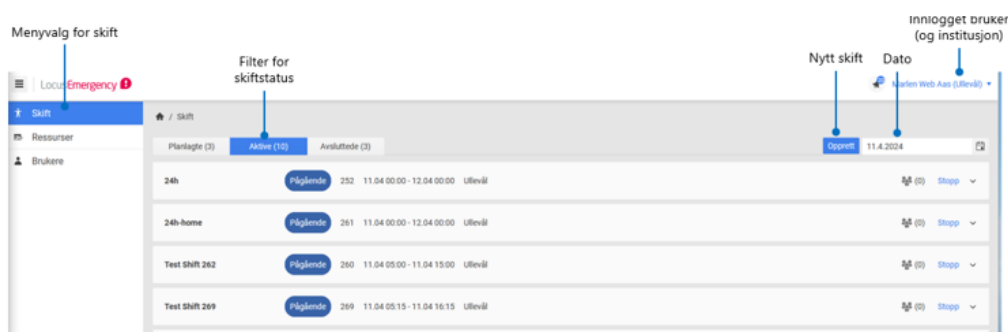 Innlogget bruker
Menyvalg for skift
(og institusjon)
Filter for
skiftstatus
Nytt skift
Dato
LocusEmergency
Marlen Web Aas (Ullevål)
Skift
/ Skift
Ressurser
Planlagte (3)
Aktive (10)
Avsluttede (3)
Opprett
11.4.2024
Brukere
24h Pågående 252 11.04 00:00 - 12.04 00:00 Ullevål (0) Stopp
24h-home Pågående 261 11.04 00:00 - 12.04 00:00 Ullevål (0) Stopp
Test Shift 262 Pågående 260 11.04 05:00 - 11.04 15:00 Ullevål (0) Stopp
Test Shift 269 Pågående 269 11.04 05:15 - 11.04 16:15 Ullevål (0) Stopp